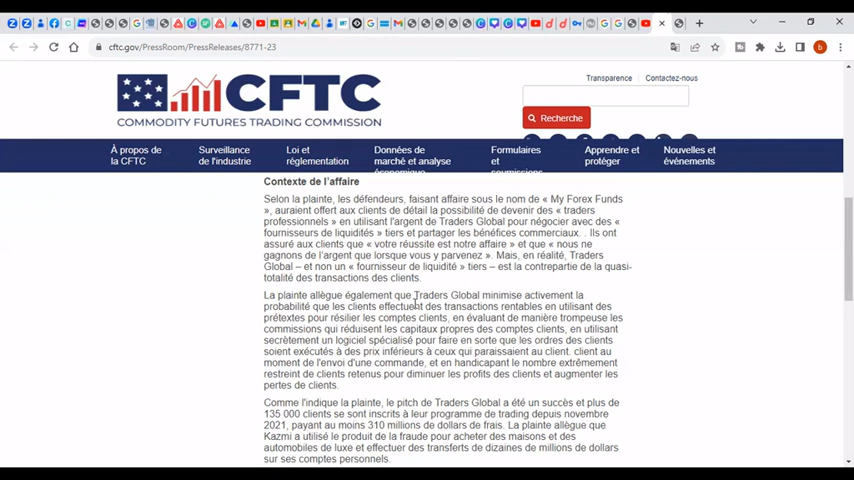 cftc.gov/PressRoom/PressReleases/8771-23
CFTC
COMMODITY FUTURES TRADING COMMISSION
Transparence
Contactez-nous
Recherche
À propos de la CFTC
Surveillance de l'industrie
Loi et réglementation
Données de marché et analyse économique
Formulaires et soumissions
Apprendre et protéger
Nouvelles et événements
Contexte de l'affaire
Selon la plainte, les défendeurs, faisant affaire sous le nom de « My Forex Funds
», auraient offert aux clients de détail la possibilité de devenir des « traders
professionnels » en utilisant l'argent de Traders Global pour négocier avec des «
fournisseurs de liquidités » tiers et partager les bénéfices commerciaux. . Ils ont
assuré aux clients que « votre réussite est notre affaire » et que « nous ne
gagnons de l'argent que lorsque vous y parvenez ». Mais, en réalité, Traders
Global – et non un « fournisseur de liquidité » tiers – est la contrepartie de la quasi-
totalité des transactions des clients.
La plainte allègue également que Traders Global minimise activement la
probabilité que les clients effectuent des transactions rentables en utilisant des
prétextes pour résilier les comptes clients, en évaluant de manière trompeuse les
commissions qui réduisent les capitaux propres des comptes clients, en utilisant
secrètement un logiciel spécialisé pour faire en sorte que les ordres des clients
soient exécutés à des prix inférieurs à ceux qui paraissaient au client. client au
moment de l'envoi d'une commande, et en handicapant le nombre extrêmement
restreint de clients retenus pour diminuer les profits des clients et augmenter les
pertes de clients.
Comme l'indique la plainte, le pitch de Traders Global a été un succès et plus de
135 000 clients se sont inscrits à leur programme de trading depuis novembre
2021, payant au moins 310 millions de dollars de frais. La plainte allègue que
Kazmi a utilisé le produit de la fraude pour acheter des maisons et des
automobiles de luxe et effectuer des transferts de dizaines de millions de dollars
sur ses comptes personnels.